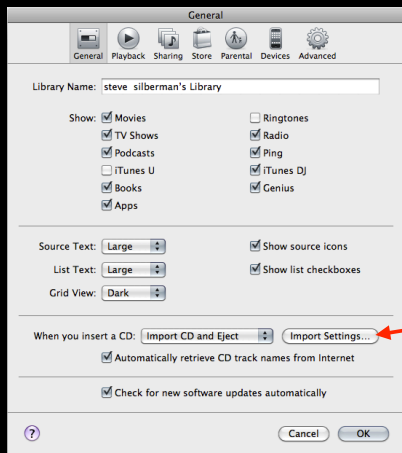 General
General Playback Sharing Store Parental Devices Advanced
Library Name: steve silberman's Library
Show: Movies Ringtones
TV Shows Radio
Podcasts Ping
iTunes U iTunes DJ
Books Genius
Apps
Source Text: Large Show source icons
List Text: Large Show list checkboxes
Grid View: Dark
When you insert a CD: Import CD and Eject Import Settings...
Automatically retrieve CD track names from Internet
Check for new software updates automatically
? Cancel OK